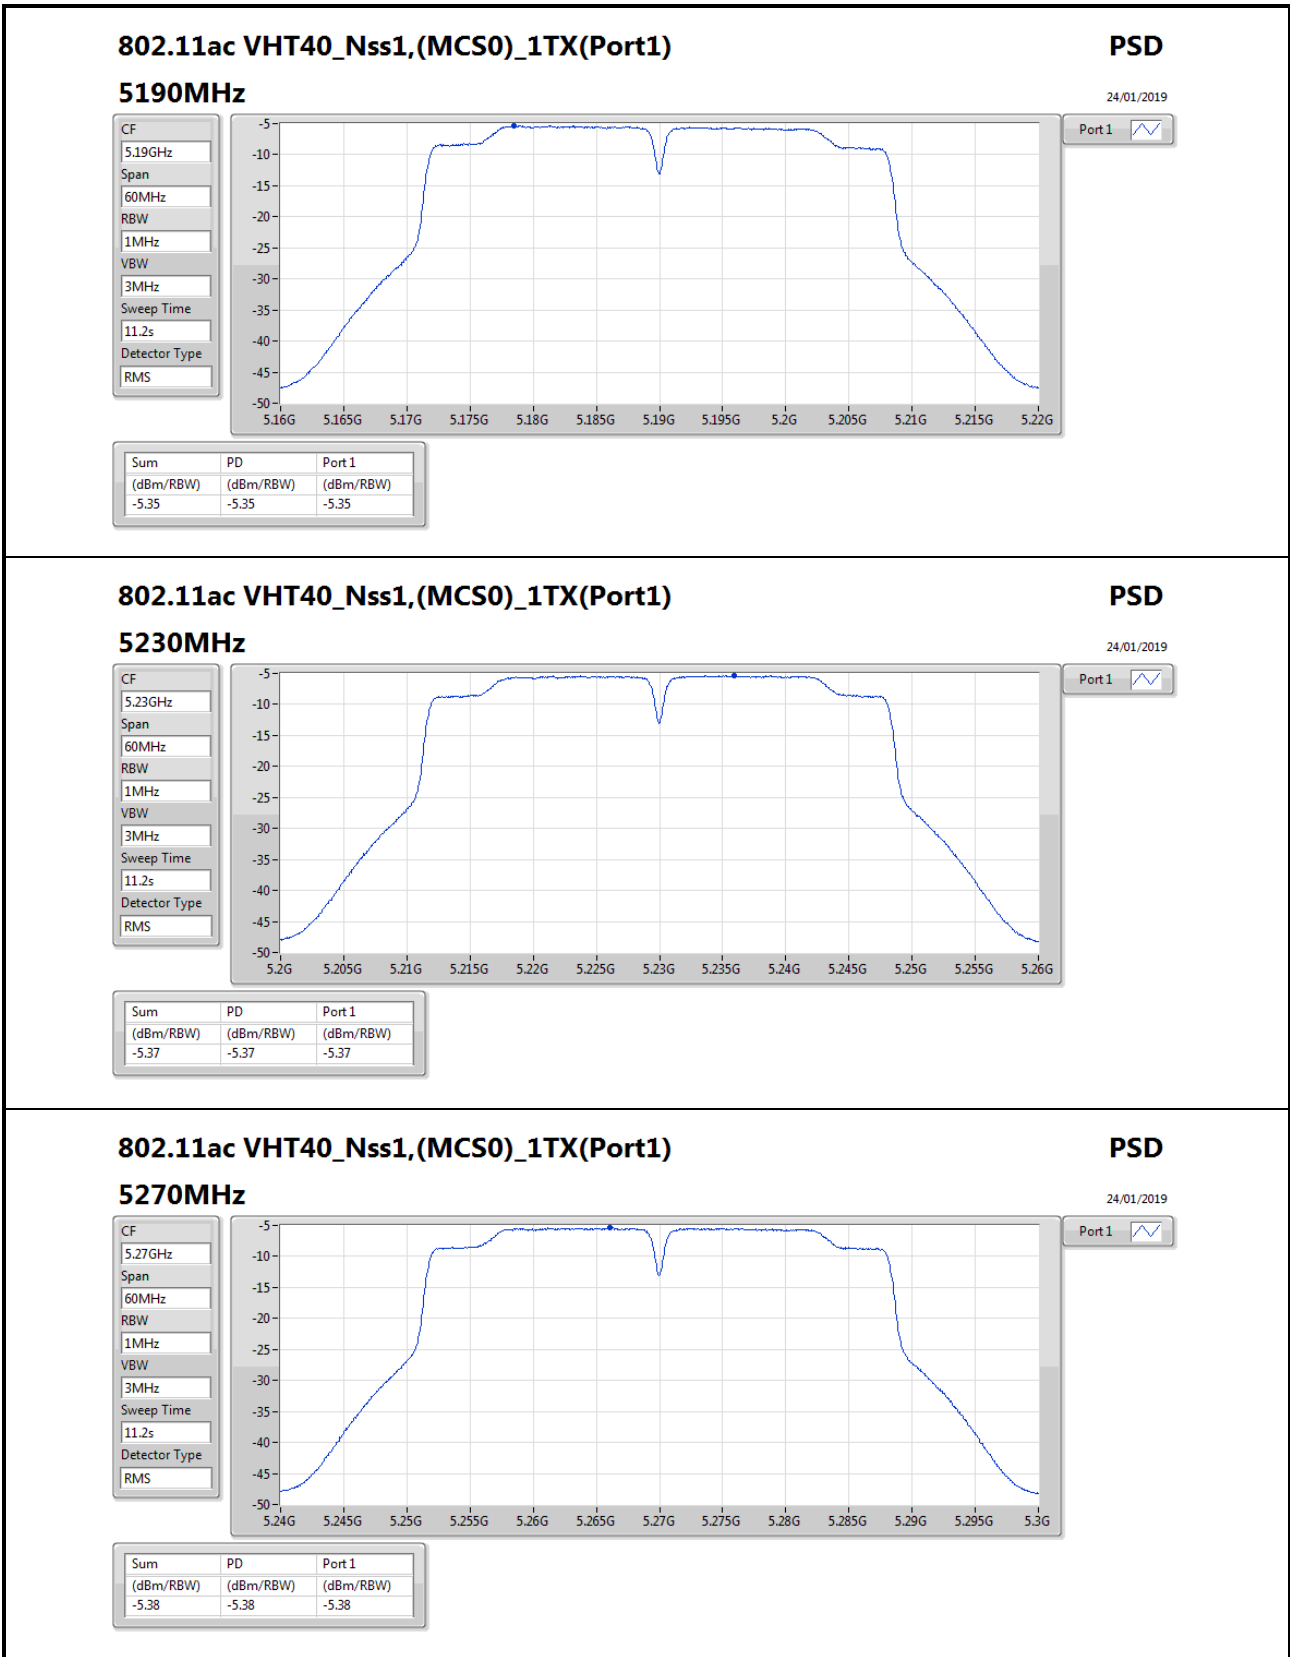 802.11ac VHT40_Nss1,(MCS0)_1TX(Port1) PSD
5190MHz 24/01/2019
CF
5.19GHz
Span
60MHz
RBW
1MHz
VBW
3MHz
Sweep Time
11.2s
Detector Type
RMS
-5
-10
-15
-20
-25
-30
-35
-40
-45
-50
5.16G 5.165G 5.17G 5.175G 5.18G 5.185G 5.19G 5.195G 5.2G 5.205G 5.21G 5.215G 5.22G
Port 1
Sum PD Port 1
(dBm/RBW) (dBm/RBW) (dBm/RBW)
-5.35 -5.35 -5.35
802.11ac VHT40_Nss1,(MCS0)_1TX(Port1) PSD
5230MHz 24/01/2019
CF
5.23GHz
Span
60MHz
RBW
1MHz
VBW
3MHz
Sweep Time
11.2s
Detector Type
RMS
-5
-10
-15
-20
-25
-30
-35
-40
-45
-50
5.2G 5.205G 5.21G 5.215G 5.22G 5.225G 5.23G 5.235G 5.24G 5.245G 5.25G 5.255G 5.26G
Port 1
Sum PD Port 1
(dBm/RBW) (dBm/RBW) (dBm/RBW)
-5.37 -5.37 -5.37
802.11ac VHT40_Nss1,(MCS0)_1TX(Port1) PSD
5270MHz 24/01/2019
CF
5.27GHz
Span
60MHz
RBW
1MHz
VBW
3MHz
Sweep Time
11.2s
Detector Type
RMS
-5
-10
-15
-20
-25
-30
-35
-40
-45
-50
5.24G 5.245G 5.25G 5.255G 5.26G 5.265G 5.27G 5.275G 5.28G 5.285G 5.29G 5.295G 5.3G
Port 1
Sum PD Port 1
(dBm/RBW) (dBm/RBW) (dBm/RBW)
-5.38 -5.38 -5.38